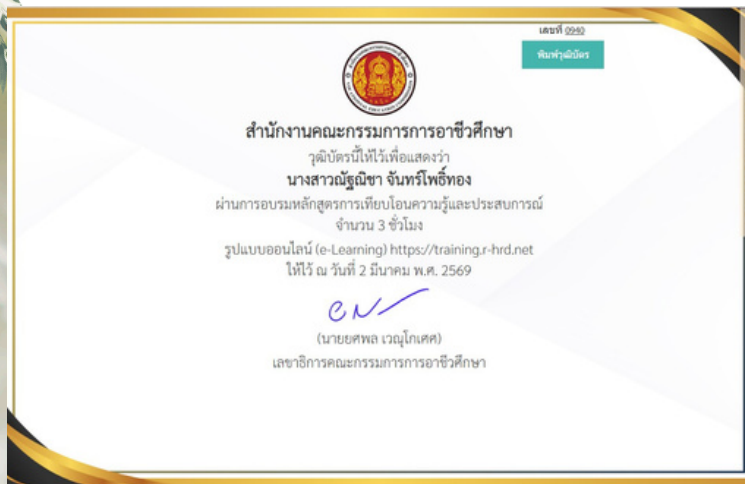 เลขที่ 0940
พิมพ์วุฒิบัตร
สำนักงานคณะกรรมการการอาชีวศึกษา
วุฒิบัตรนี้ให้ไว้เพื่อแสดงว่า
นางสาวณัฐณิชา จันทร์โพธิ์ทอง
ผ่านการอบรมหลักสูตรการเทียบโอนความรู้และประสบการณ์
จำนวน 3 ชั่วโมง
รูปแบบออนไลน์ (e-Learning) https://training.r-hrd.net
ให้ไว้ ณ วันที่ 2 มีนาคม พ.ศ. 2569
(นายยศพล เวณุโกเศศ)
เลขาธิการคณะกรรมการการอาชีวศึกษา